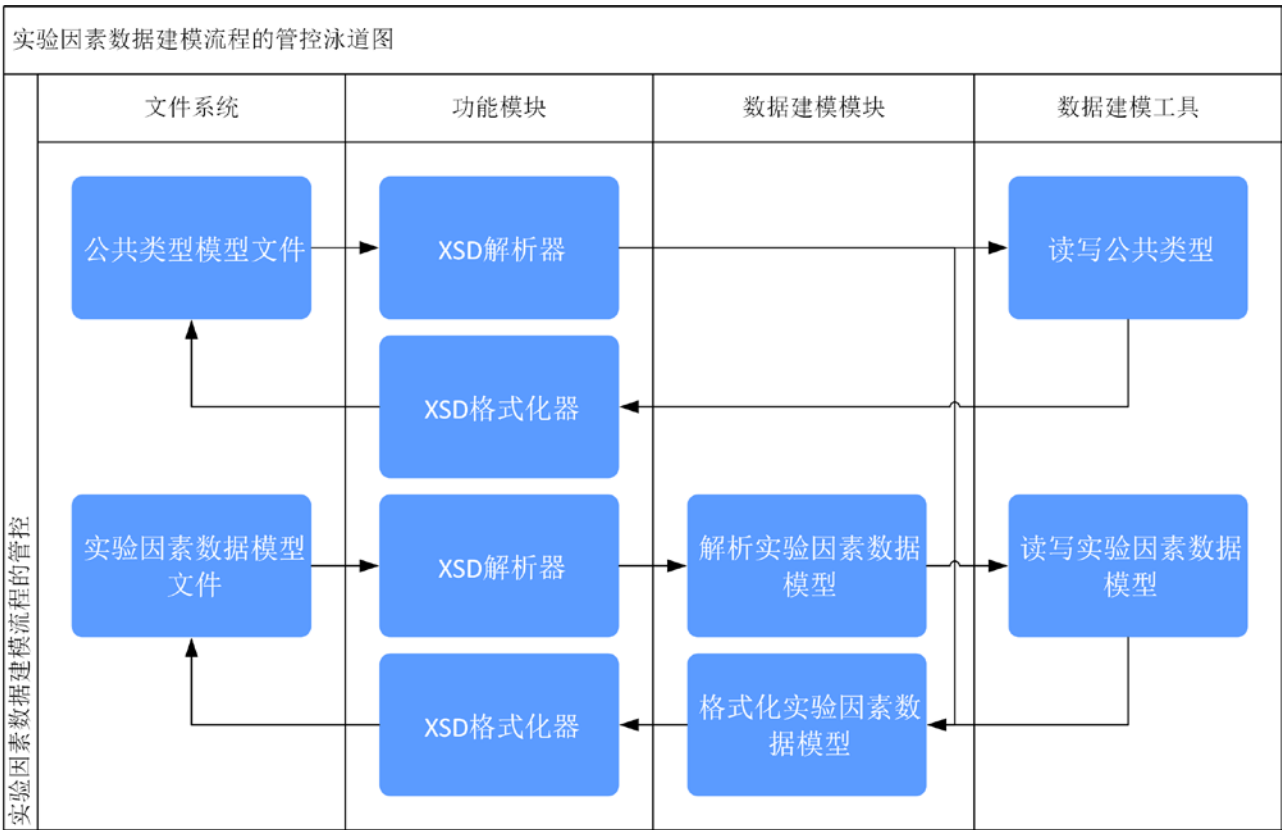 实验因素数据建模流程的管控泳道图
文件系统
功能模块
数据建模模块
数据建模工具
公共类型模型文件
XSD解析器
读写公共类型
XSD格式化器
实验因素数据模型
文件
XSD解析器
解析实验因素数据
模型
读写实验因素数据
模型
XSD格式化器
格式化实验因素数
据模型
实验因素数据建模流程的管控